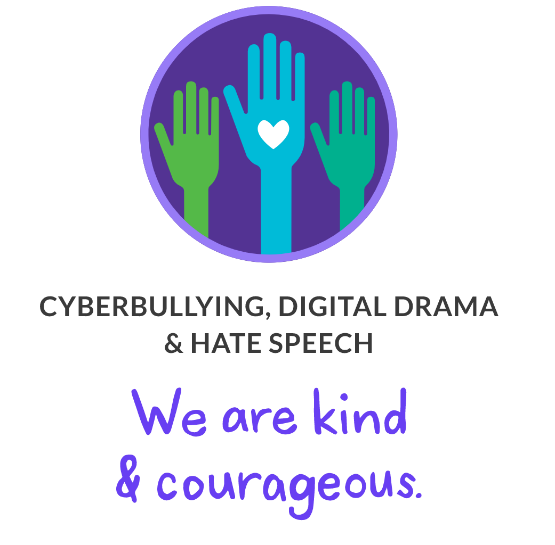 CYBERBULLYING, DIGITAL DRAMA
& HATE SPEECH
We are kind
& courageous.